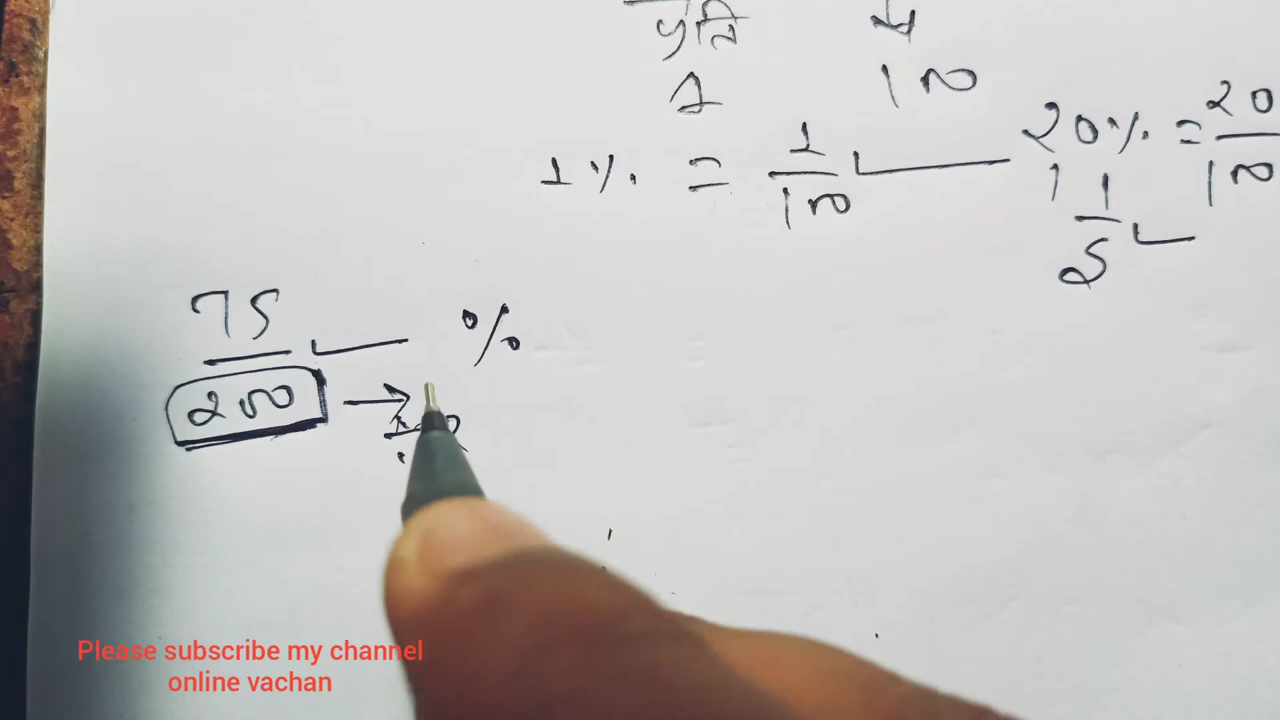 प्रति
1 100
1% = 1/100
20% = 20/100
1/5
75 %
200 →
Please subscribe my channel
online vachan